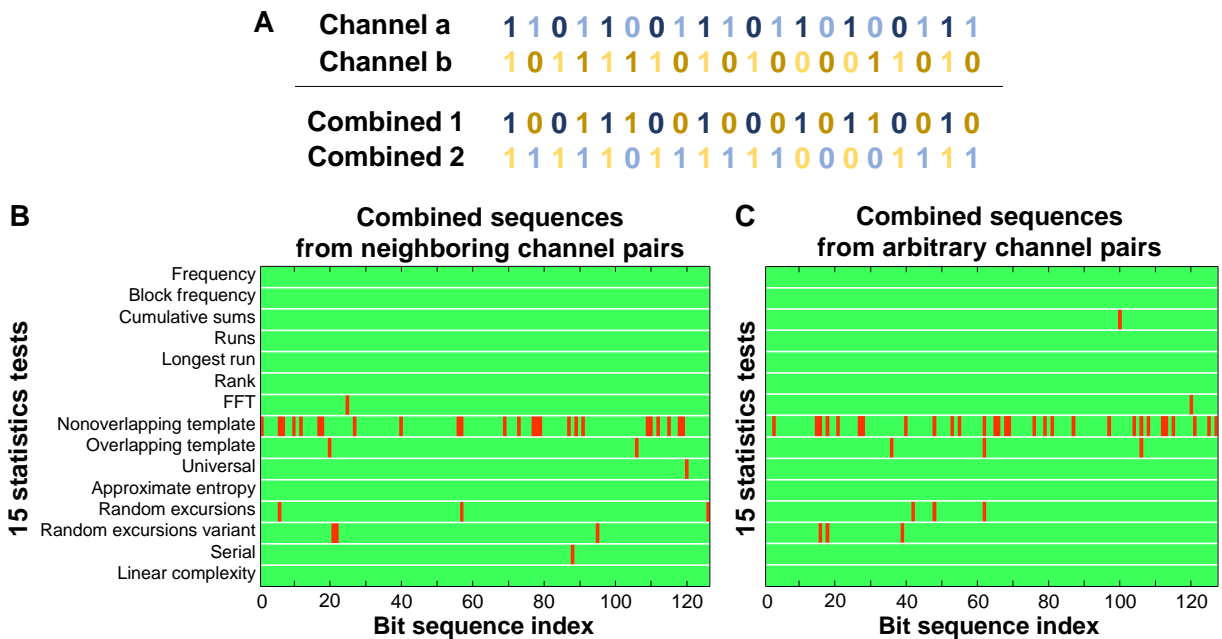 A
Channel a 1 1 0 1 1 0 0 1 1 1 0 1 1 0 1 0 0 1 1 1
Channel b 1 0 1 1 1 1 1 0 1 0 1 0 0 0 0 1 1 0 1 0
Combined 1 1 0 0 1 1 1 0 0 1 0 0 0 1 0 1 1 0 0 1 0
Combined 2 1 1 1 1 1 0 1 1 1 1 1 1 0 0 0 0 1 1 1 1
B
Combined sequences
from neighboring channel pairs
15 statistics tests
Frequency
Block frequency
Cumulative sums
Runs
Longest run
Rank
FFT
Nonoverlapping template
Overlapping template
Universal
Approximate entropy
Random excursions
Random excursions variant
Serial
Linear complexity
0 20 40 60 80 100 120
Bit sequence index
C
Combined sequences
from arbitrary channel pairs
15 statistics tests
0 20 40 60 80 100 120
Bit sequence index